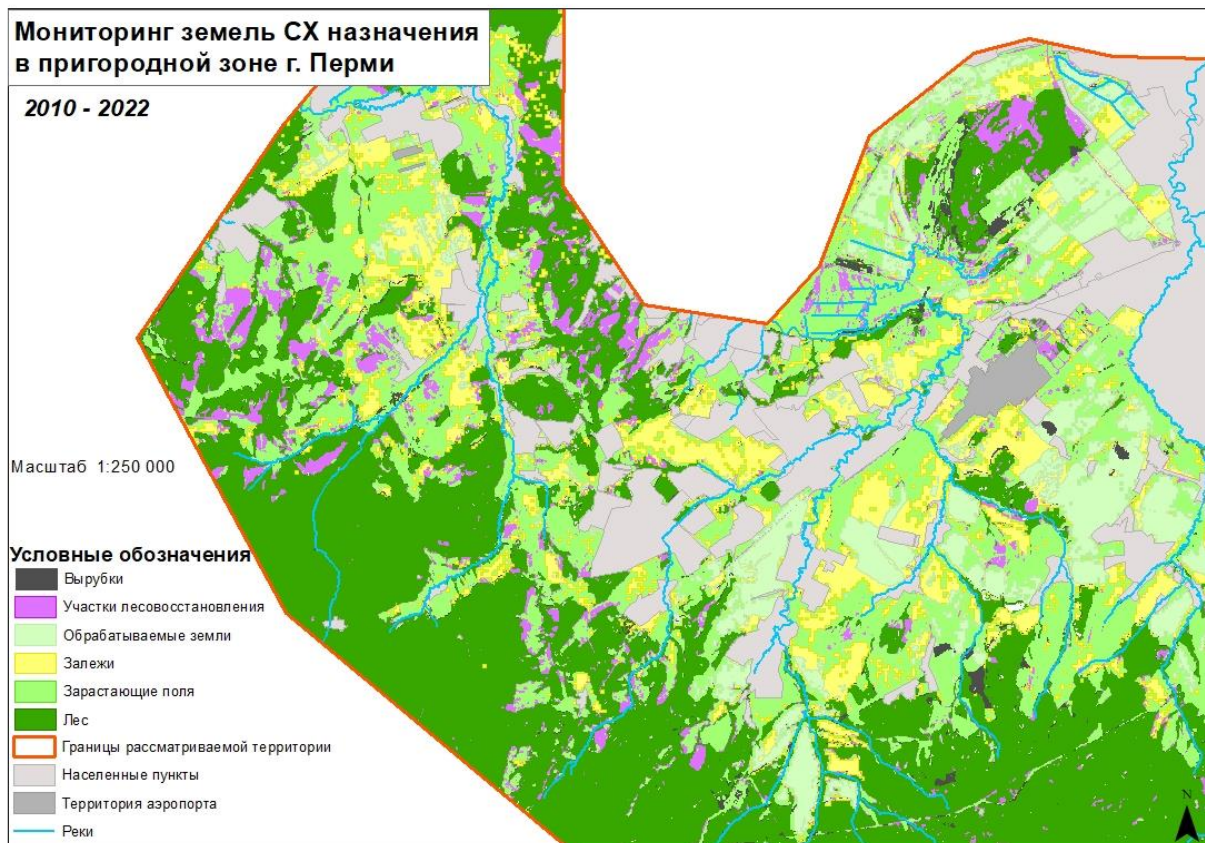 Мониторинг земель СХ назначения
в пригородной зоне г. Перми
2010 - 2022
Масштаб 1:250 000
Условные обозначения
Вырубки
Участки лесовосстановления
Обрабатываемые земли
Залежи
Зарастающие поля
Лес
Границы рассматриваемой территории
Населенные пункты
Территория аэропорта
Реки
N